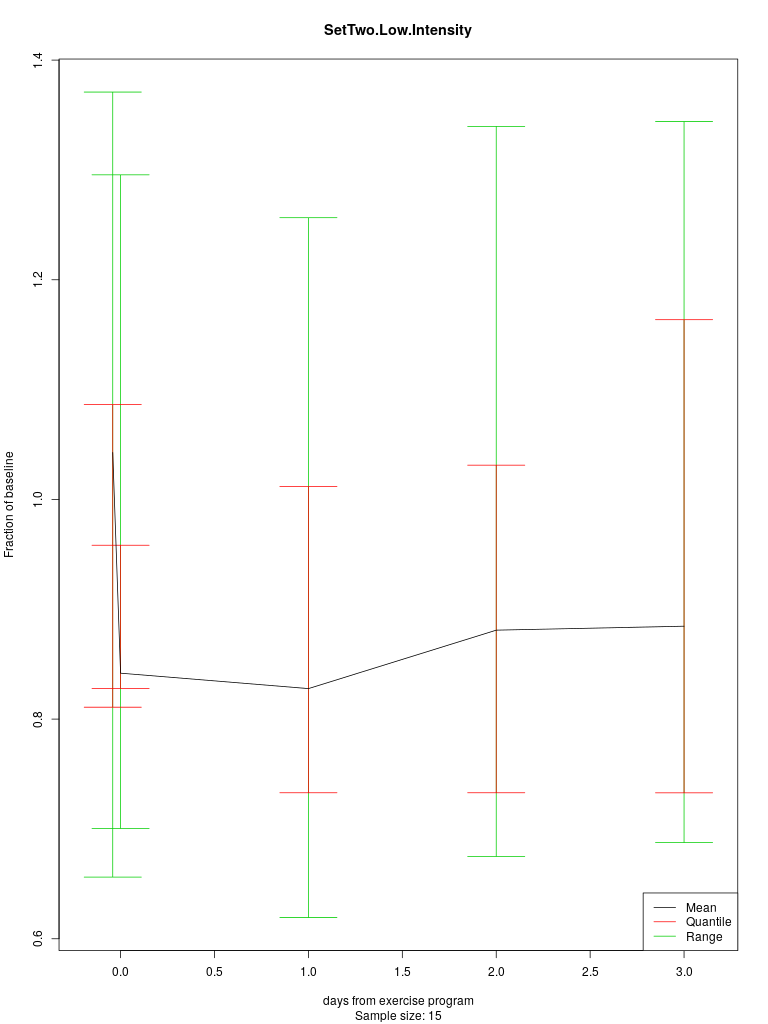 SetTwo.Low.Intensity
Fraction of baseline
1.4
1.2
1.0
0.8
0.6
0.0 0.5 1.0 1.5 2.0 2.5 3.0
Mean
Quantile
Range
days from exercise program
Sample size: 15